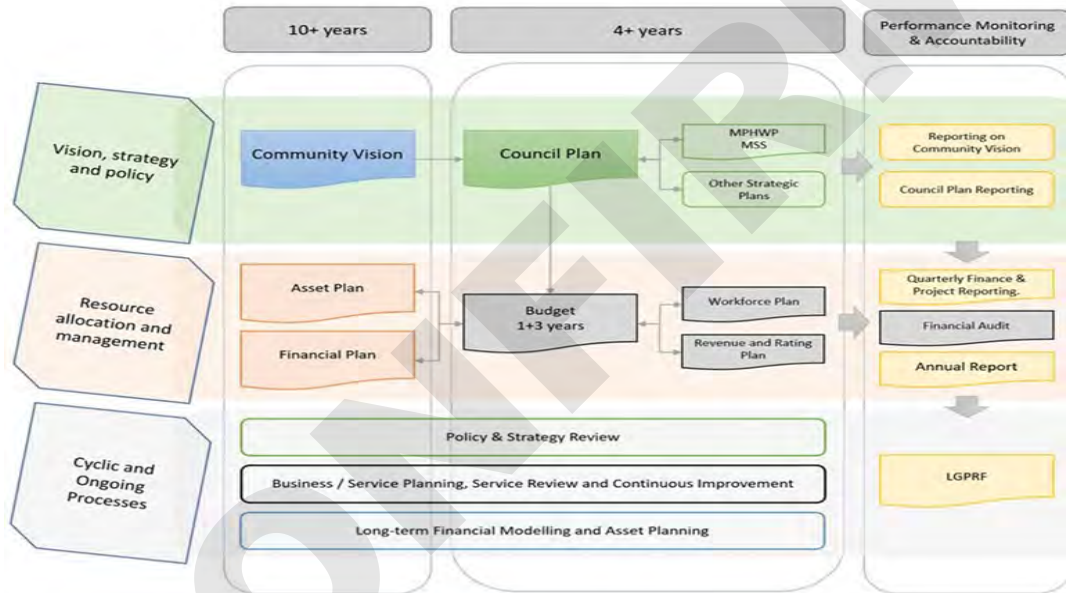 10+ years
4+ years
Performance Monitoring
& Accountability
Vision, strategy
and policy
Community Vision
Council Plan
MPHWP
MSS
Other Strategic
Plans
Reporting on
Community Vision
Council Plan Reporting
Resource
allocation and
management
Asset Plan
Financial Plan
Budget
1+3 years
Workforce Plan
Revenue and Rating
Plan
Quarterly Finance &
Project Reporting.
Financial Audit
Annual Report
Cyclic and
Ongoing
Processes
Policy & Strategy Review
Business / Service Planning, Service Review and Continuous Improvement
Long-term Financial Modelling and Asset Planning
LGPRF